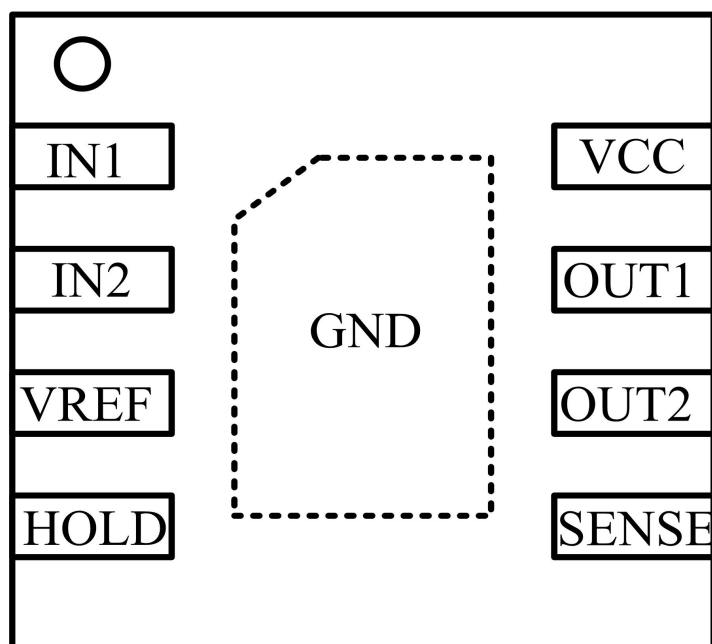 IN1
VCC
IN2
OUT1
GND
VREF
OUT2
HOLD
SENSE